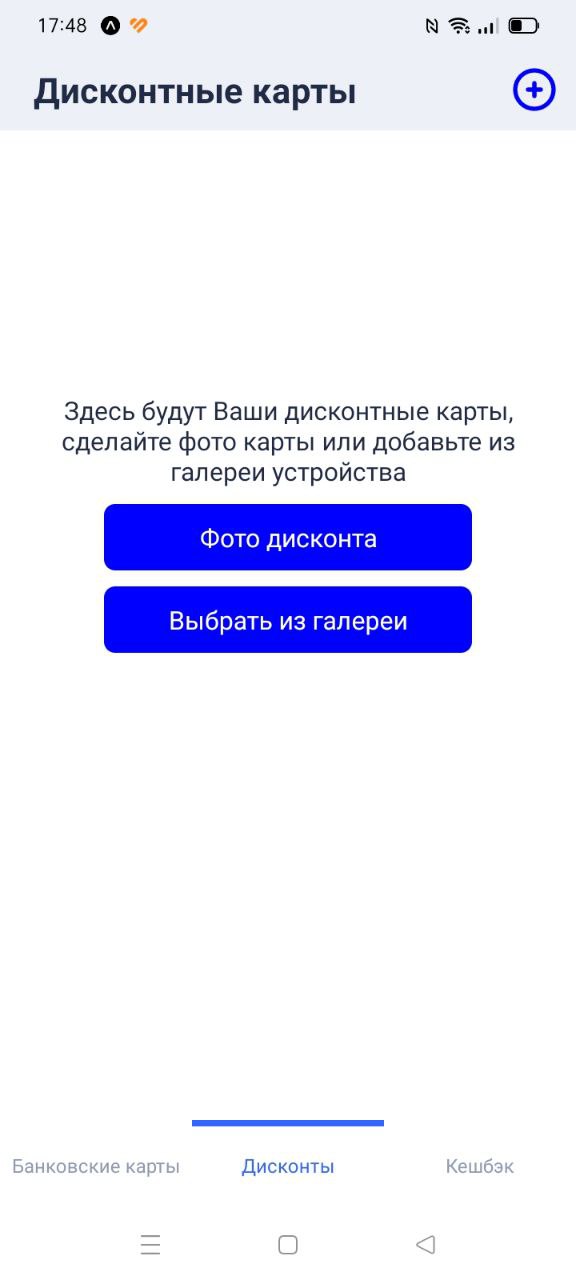 17:48
Дисконтные карты
Здесь будут Ваши дисконтные карты,
сделайте фото карты или добавьте из
галереи устройства
Фото дисконта
Выбрать из галереи
Банковские карты
Дисконты
Кешбэк